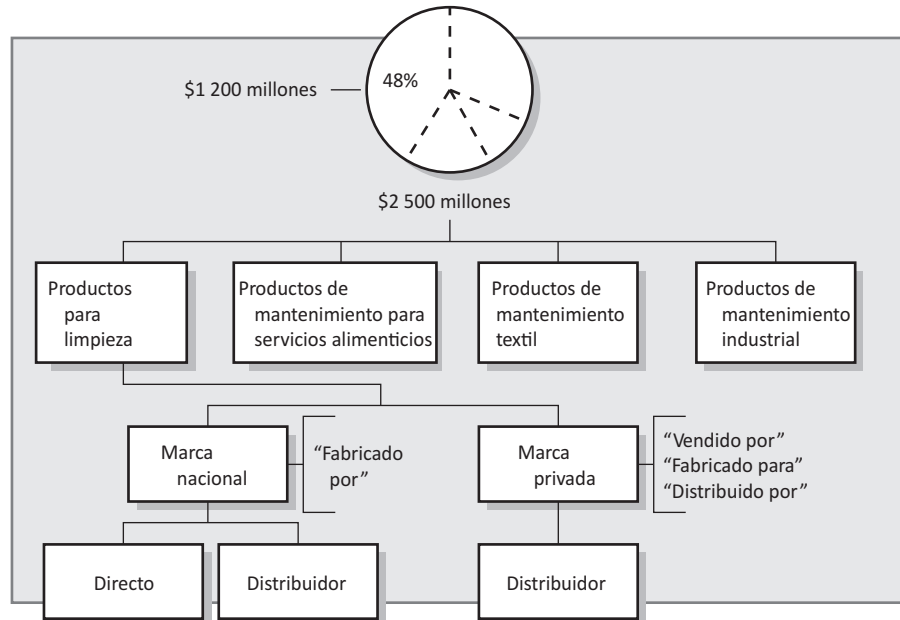 48%
$1 200 millones
$2 500 millones
Productos
para
limpieza
Productos de
mantenimiento para
servicios alimenticios
Productos de
mantenimiento
textil
Productos de
mantenimiento
industrial
Marca
nacional
“Fabricado
por”
Marca
privada
“Vendido por”
“Fabricado para”
“Distribuido por”
Directo
Distribuidor
Distribuidor